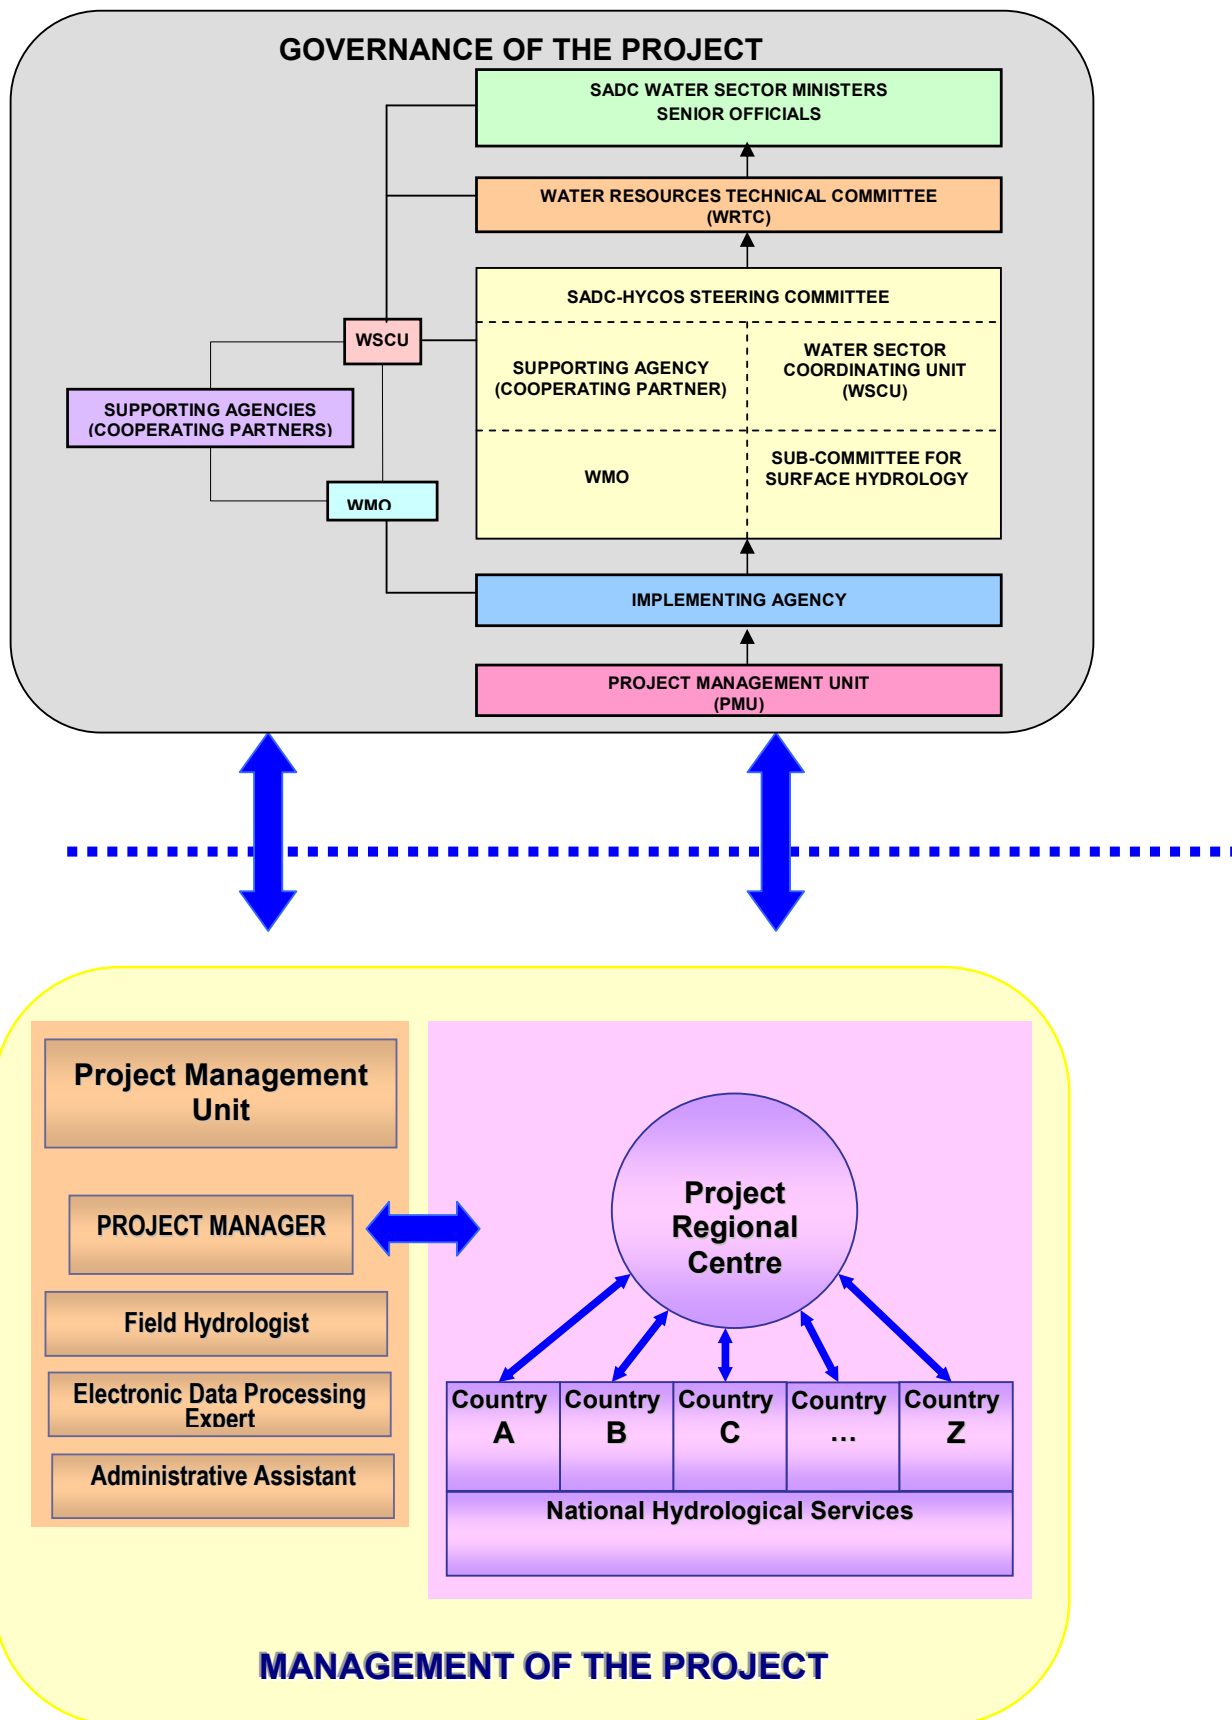 GOVERNANCE OF THE PROJECT
SADC WATER SECTOR MINISTERS
SENIOR OFFICIALS
WATER RESOURCES TECHNICAL COMMITTEE
(WRTC)
SADC-HYCOS STEERING COMMITTEE
SUPPORTING AGENCY
(COOPERATING PARTNER)
WATER SECTOR
COORDINATING UNIT
(WSCU)
WMO
SUB-COMMITTEE FOR
SURFACE HYDROLOGY
WSCU
SUPPORTING AGENCIES
(COOPERATING PARTNERS)
WMO
IMPLEMENTING AGENCY
PROJECT MANAGEMENT UNIT
(PMU)
Project Management
Unit
PROJECT MANAGER
Field Hydrologist
Electronic Data Processing
Expert
Administrative Assistant
Project
Regional
Centre
Country
A
Country
B
Country
C
Country
...
Country
Z
National Hydrological Services
MANAGEMENT OF THE PROJECT